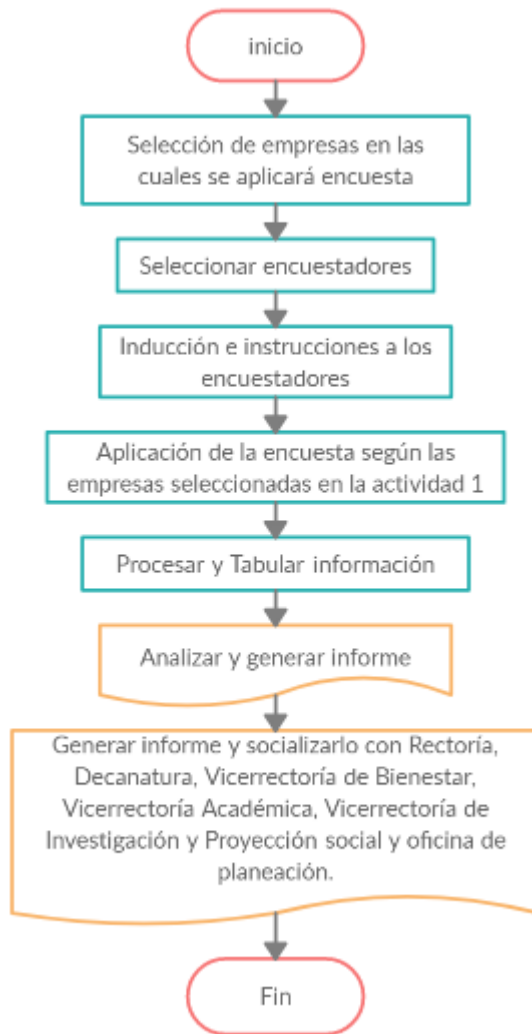 inicio
Selección de empresas en las
cuales se aplicará encuesta
Seleccionar encuestadores
Inducción e instrucciones a los
encuestadores
Aplicación de la encuesta según las
empresas seleccionadas en la actividad 1
Procesar y Tabular información
Analizar y generar informe
Generar informe y socializarlo con Rectoría,
Decanatura, Vicerrectoría de Bienestar,
Vicerrectoría Académica, Vicerrectoría de
Investigación y Proyección social y oficina de
planeación.
Fin